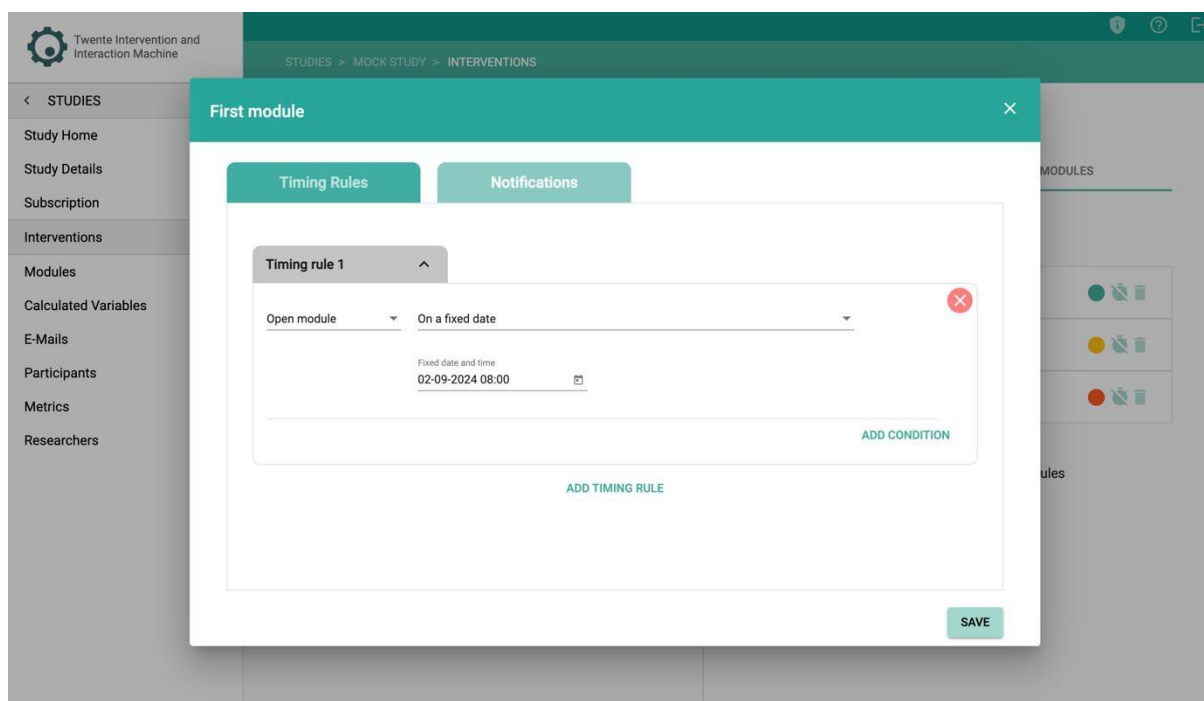 Twente Intervention and
Interaction Machine
STUDIES > MOCK STUDY > INTERVENTIONS
< STUDIES
Study Home
Study Details
Subscription
Interventions
Modules
Calculated Variables
E-Mails
Participants
Metrics
Researchers
First module
Timing Rules
Notifications
MODULES
Timing rule 1
Open module
On a fixed date
Fixed date and time
02-09-2024 08:00
ADD CONDITION
ADD TIMING RULE
ules
SAVE